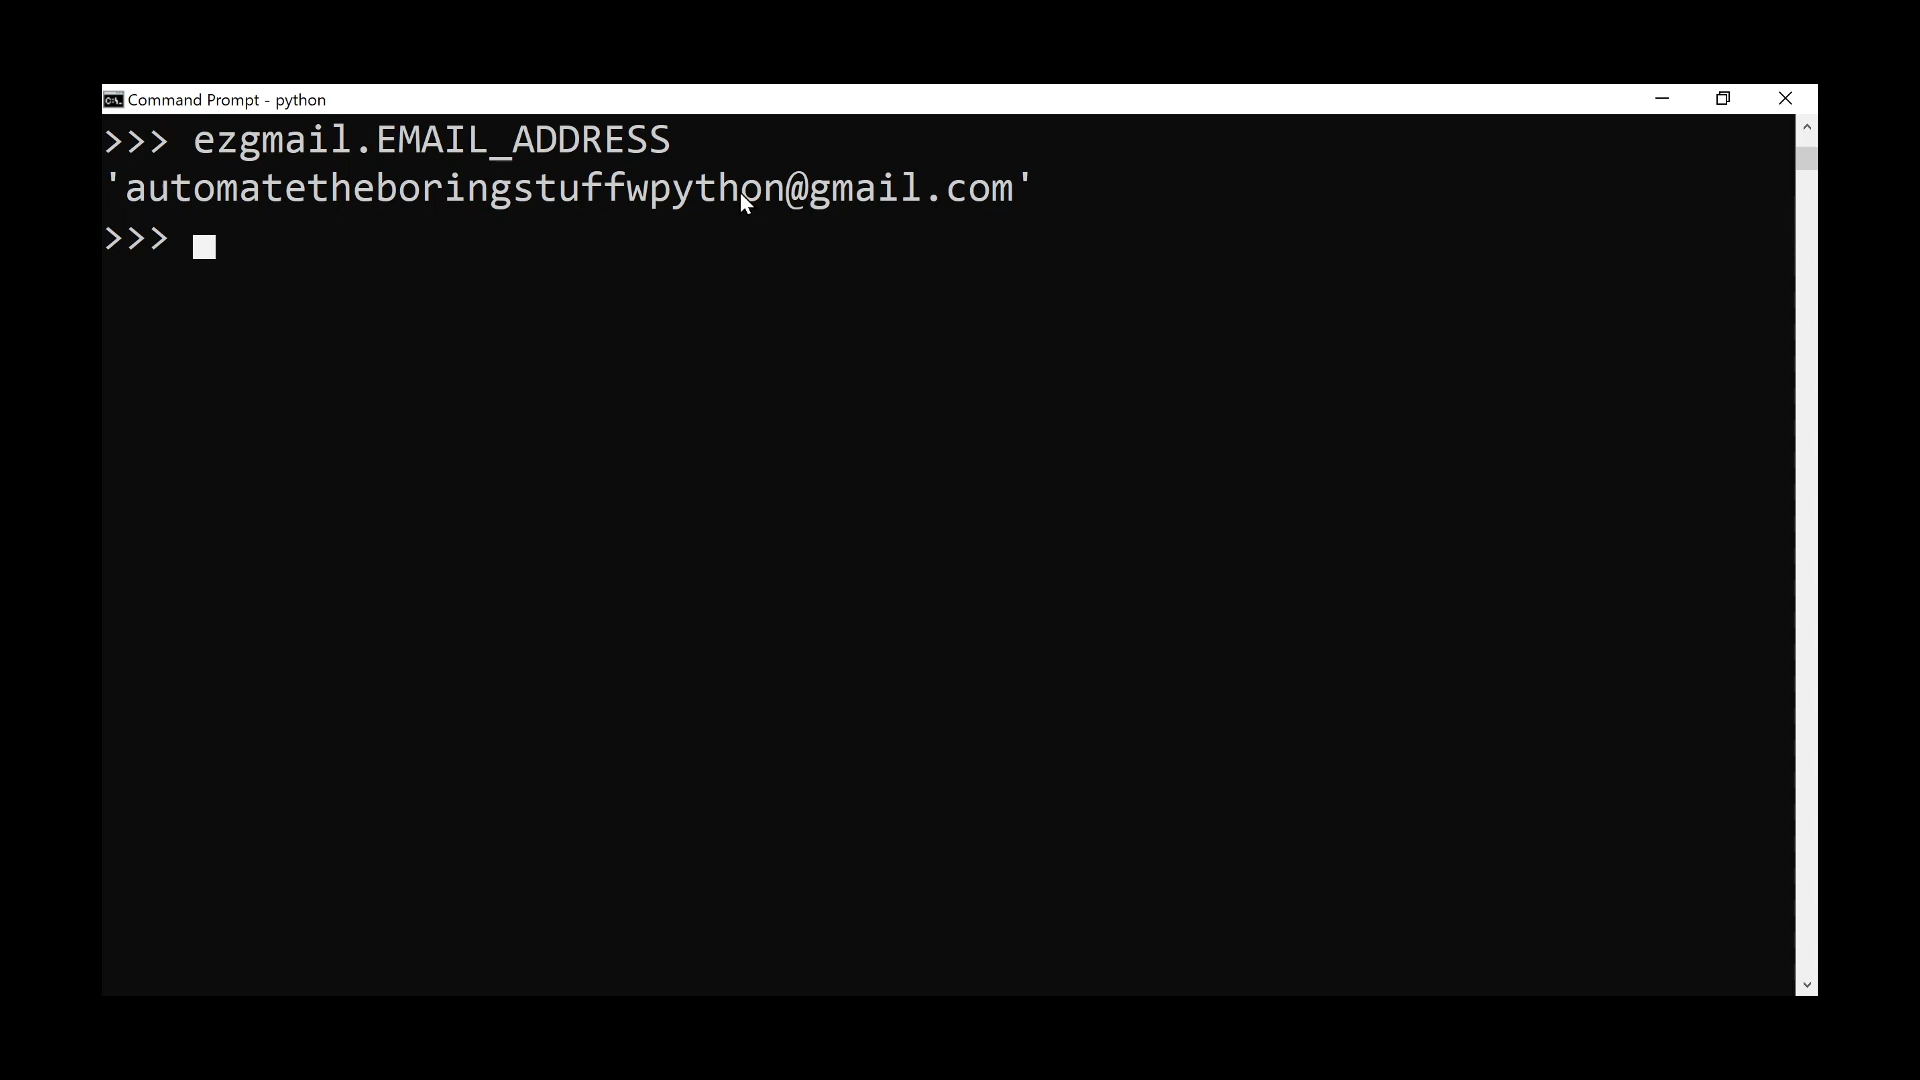 Command Prompt - python
>>> ezgmail.EMAIL_ADDRESS
'automatetheboringstuffwpython@gmail.com'
>>>